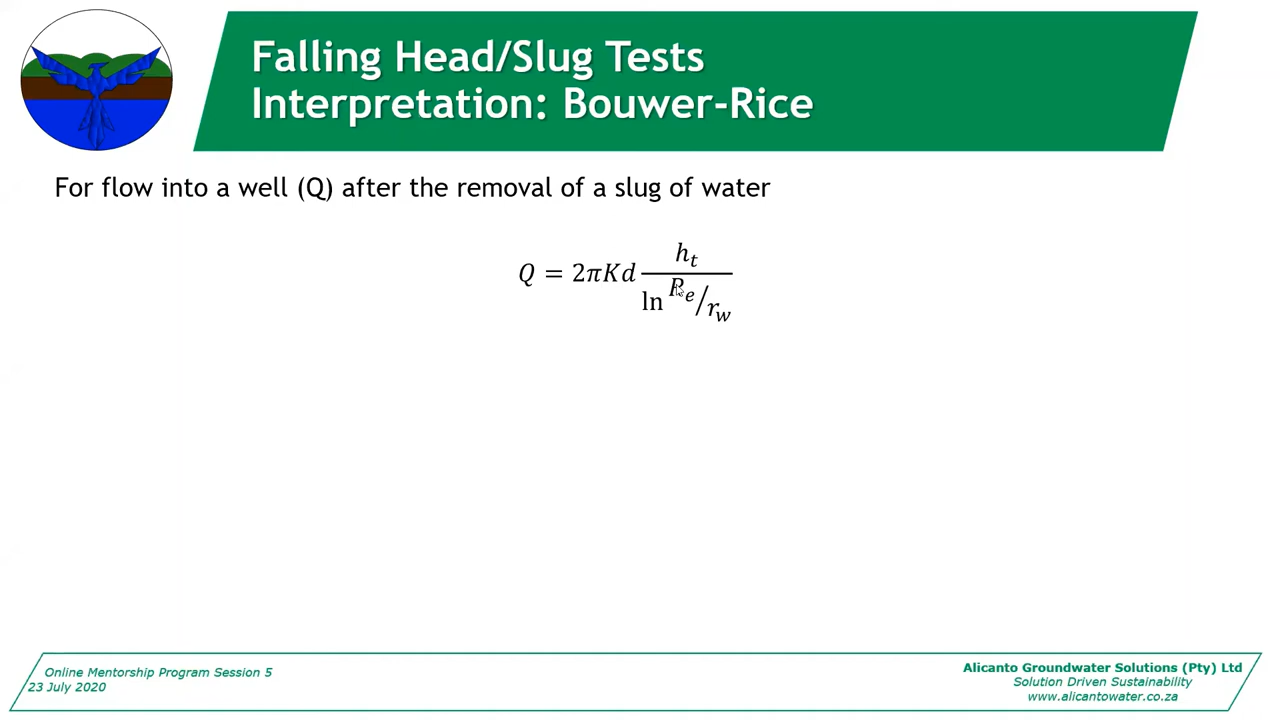 Falling Head/Slug Tests
Interpretation: Bouwer-Rice
For flow into a well (Q) after the removal of a slug of water
Q = 2πKd h_t / ln R_e/r_w
Online Mentorship Program Session 5
23 July 2020
Alicanto Groundwater Solutions (Pty) Ltd
Solution Driven Sustainability
www.alicantowater.co.za